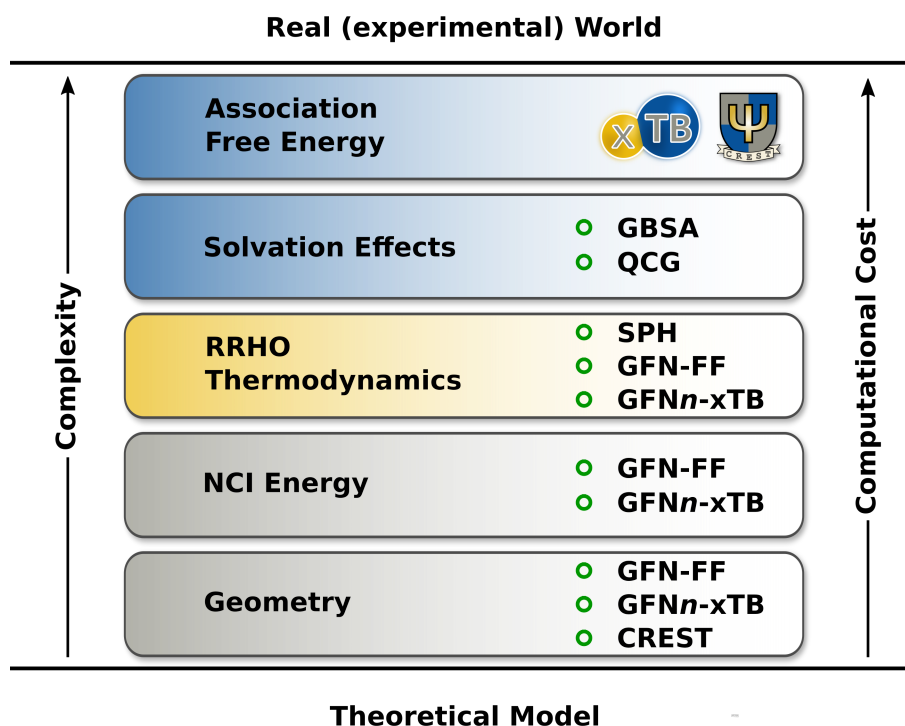 Real (experimental) World
Association
Free Energy
xTB
CREST
Solvation Effects
GBSA
QCG
RRHO
Thermodynamics
SPH
GFN-FF
GFNn-xTB
NCI Energy
GFN-FF
GFNn-xTB
Geometry
GFN-FF
GFNn-xTB
CREST
Complexity
Computational Cost
Theoretical Model